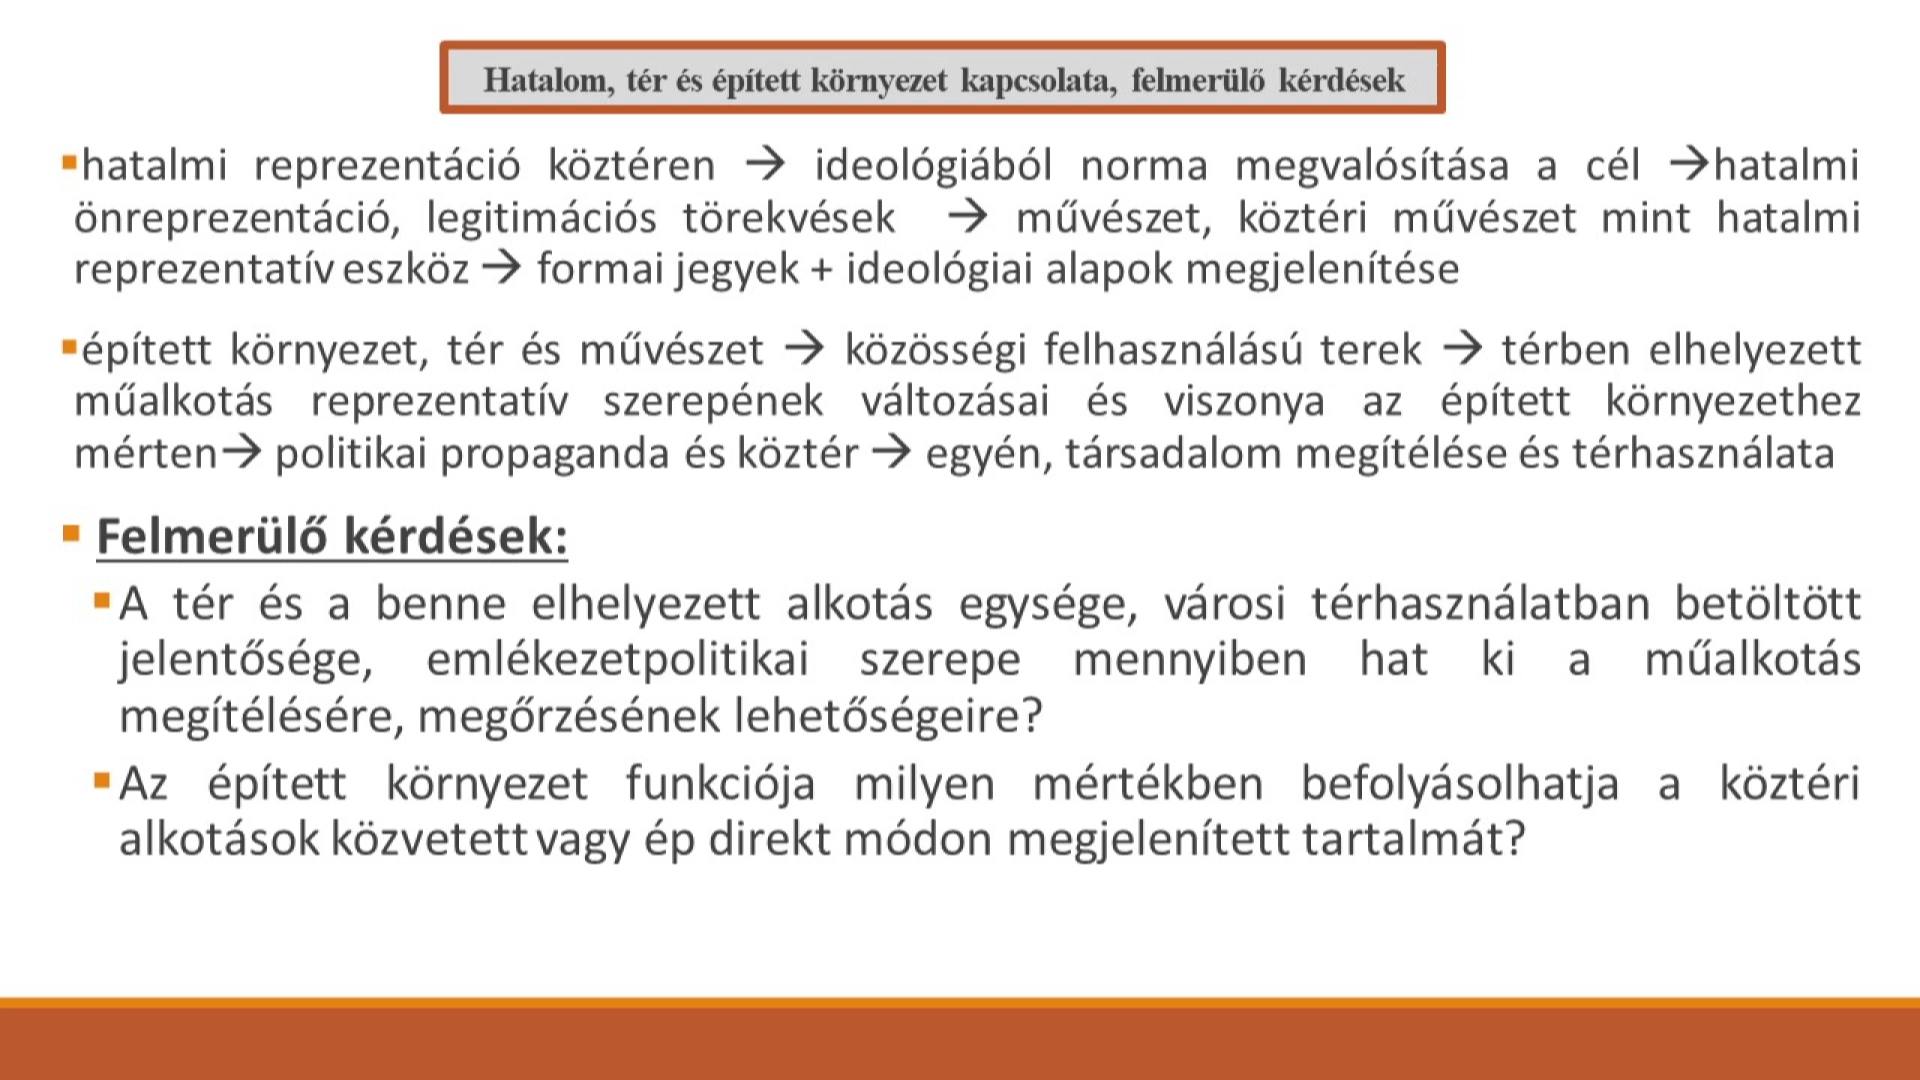 Hatalom, tér és épített környezet kapcsolata, felmerülő kérdések
▪hatalmi reprezentáció köztéren → ideológiából norma megvalósítása a cél →hatalmi
önreprezentáció, legitimációs törekvések → művészet, köztéri művészet mint hatalmi
reprezentatív eszköz → formai jegyek + ideológiai alapok megjelenítése
▪épített környezet, tér és művészet → közösségi felhasználású terek → térben elhelyezett
műalkotás reprezentatív szerepének változásai és viszonya az épített környezethez
mérten→ politikai propaganda és köztér → egyén, társadalom megítélése és térhasználata
▪ Felmerülő kérdések:
▪A tér és a benne elhelyezett alkotás egysége, városi térhasználatban betöltött
jelentősége, emlékezetpolitikai szerepe mennyiben hat ki a műalkotás
megítélésére, megőrzésének lehetőségeire?
▪Az épített környezet funkciója milyen mértékben befolyásolhatja a köztéri
alkotások közvetett vagy ép direkt módon megjelenített tartalmát?